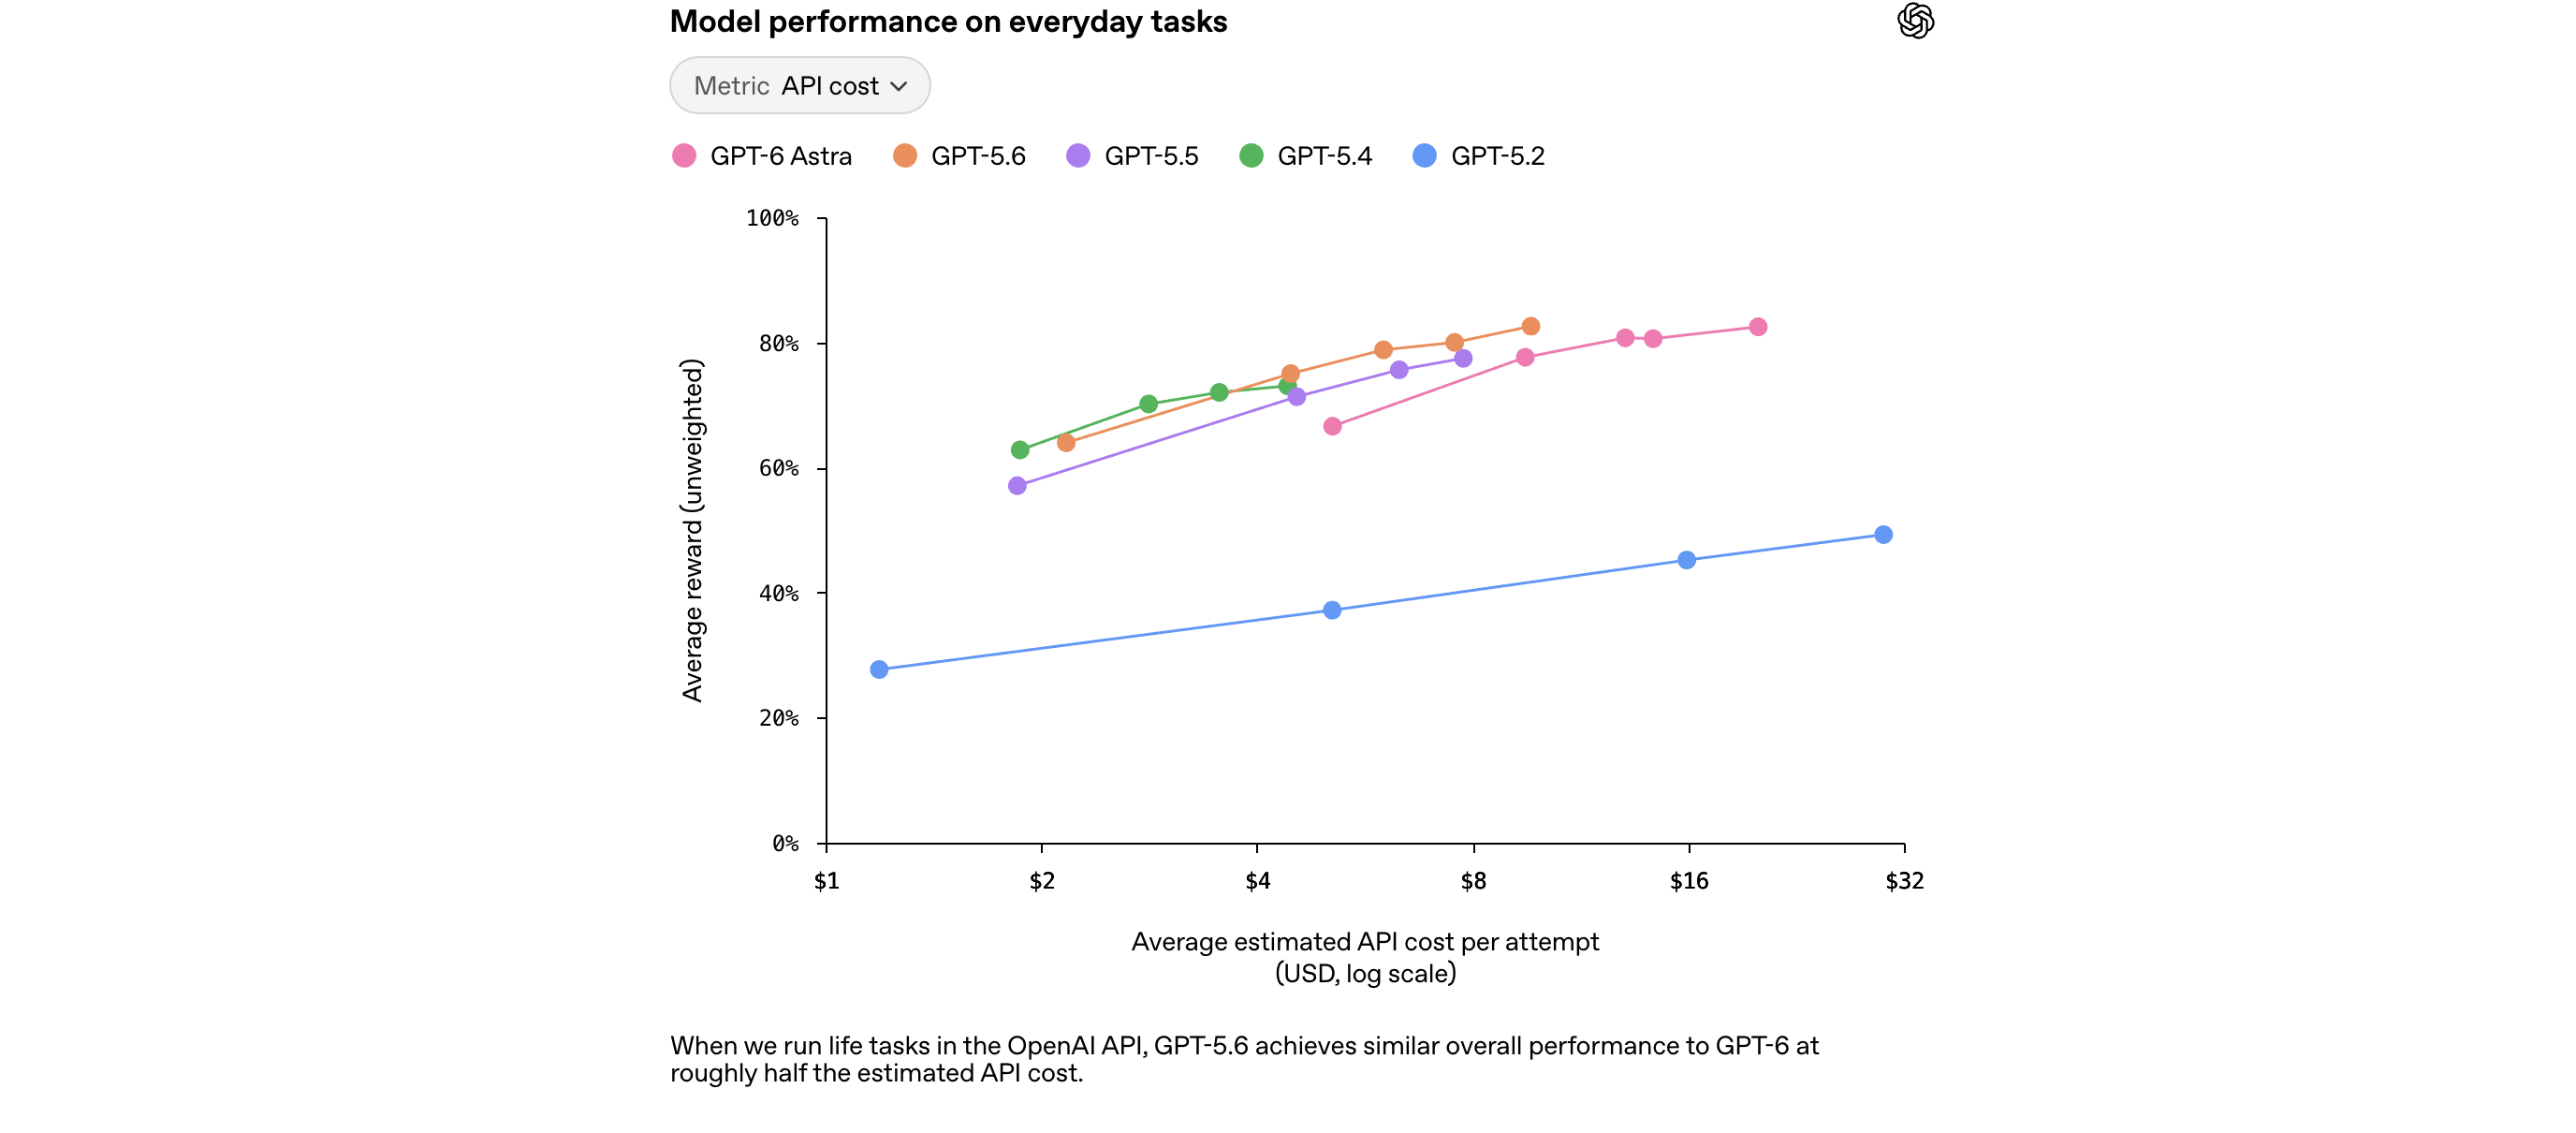 Model performance on everyday tasks
Metric API cost
GPT-6 Astra GPT-5.6 GPT-5.5 GPT-5.4 GPT-5.2
100%
80%
60%
40%
20%
0%
Average reward (unweighted)
$1 $2 $4 $8 $16 $32
Average estimated API cost per attempt
(USD, log scale)
When we run life tasks in the OpenAI API, GPT-5.6 achieves similar overall performance to GPT-6 at
roughly half the estimated API cost.